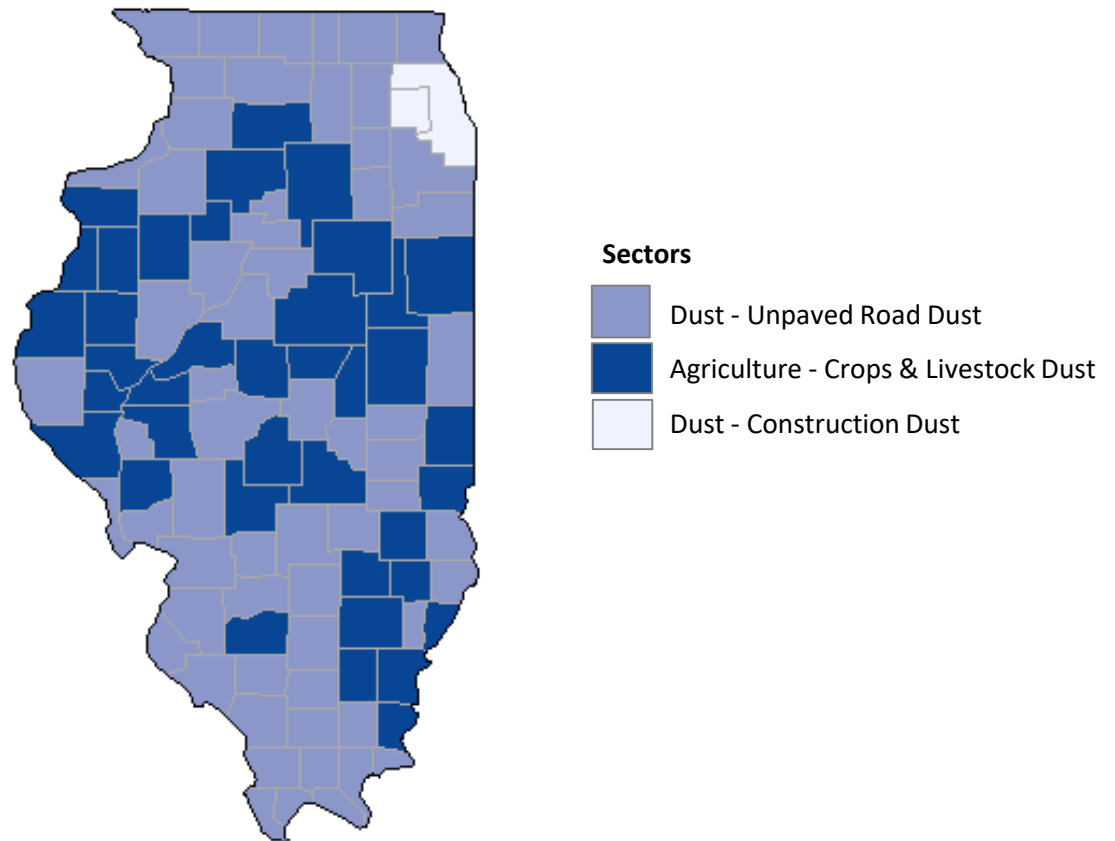 Sectors
Dust - Unpaved Road Dust
Agriculture - Crops & Livestock Dust
Dust - Construction Dust